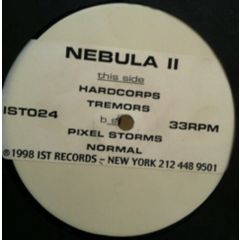 NEBULA II
this side
HARDCORPS
TREMORS
IST024
33RPM
PIXEL STORMS
NORMAL
℗1998 IST RECORDS - NEW YORK 212 448 9501